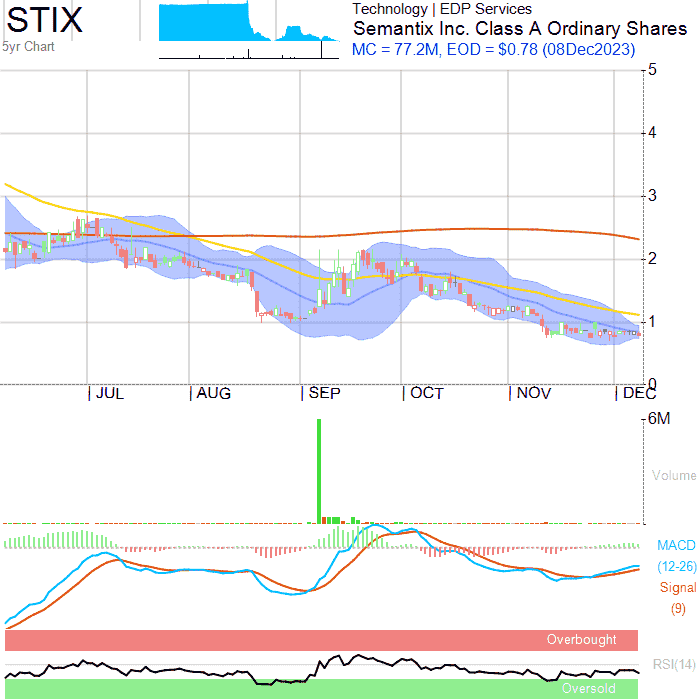 STIX
5yr Chart
Technology | EDP Services
Semantix Inc. Class A Ordinary Shares
MC = 77.2M, EOD = $0.78 (08Dec2023)
5
4
3
2
1
0
JUL
AUG
SEP
OCT
NOV
DEC
6M
Volume
MACD
(12-26)
Signal
(9)
Overbought
RSI(14)
Oversold